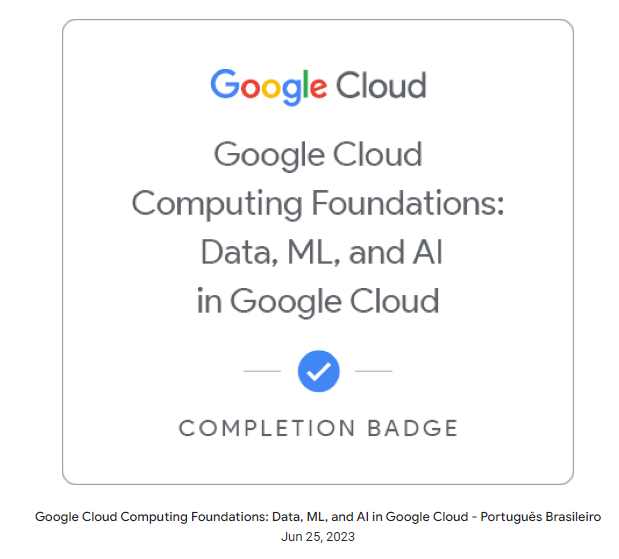 Google Cloud
Google Cloud
Computing Foundations:
Data, ML, and AI
in Google Cloud
COMPLETION BADGE
Google Cloud Computing Foundations: Data, ML, and AI in Google Cloud - Português Brasileiro
Jun 25, 2023